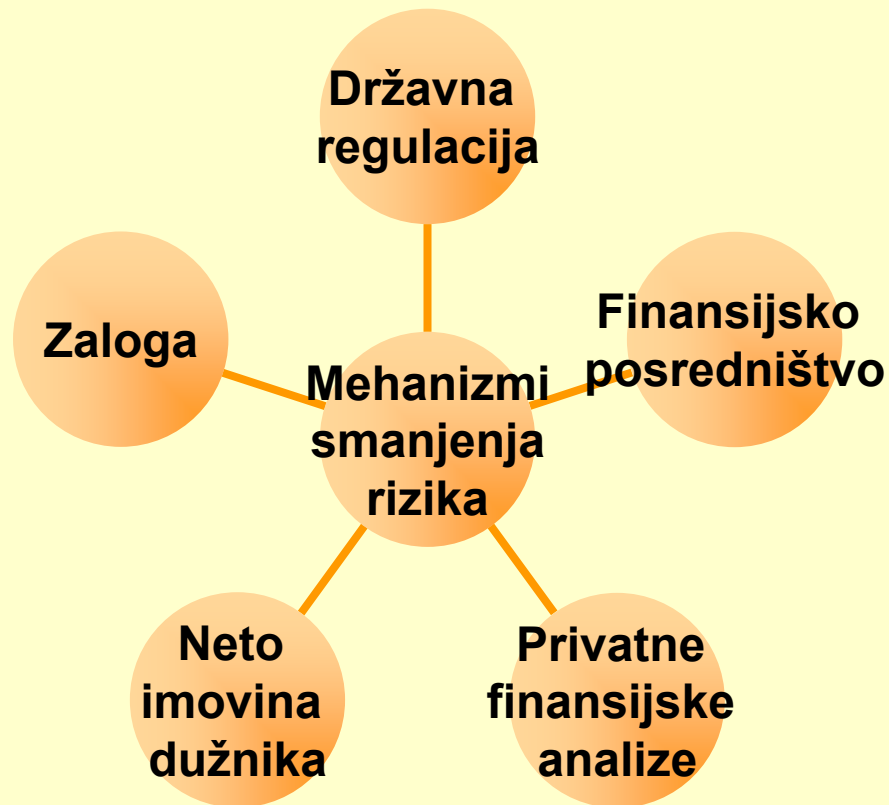 Državna
regulacija
Finansijsko
posredništvo
Zaloga
Mehanizmi
smanjenja
rizika
Neto
imovina
dužnika
Privatne
finansijske
analize